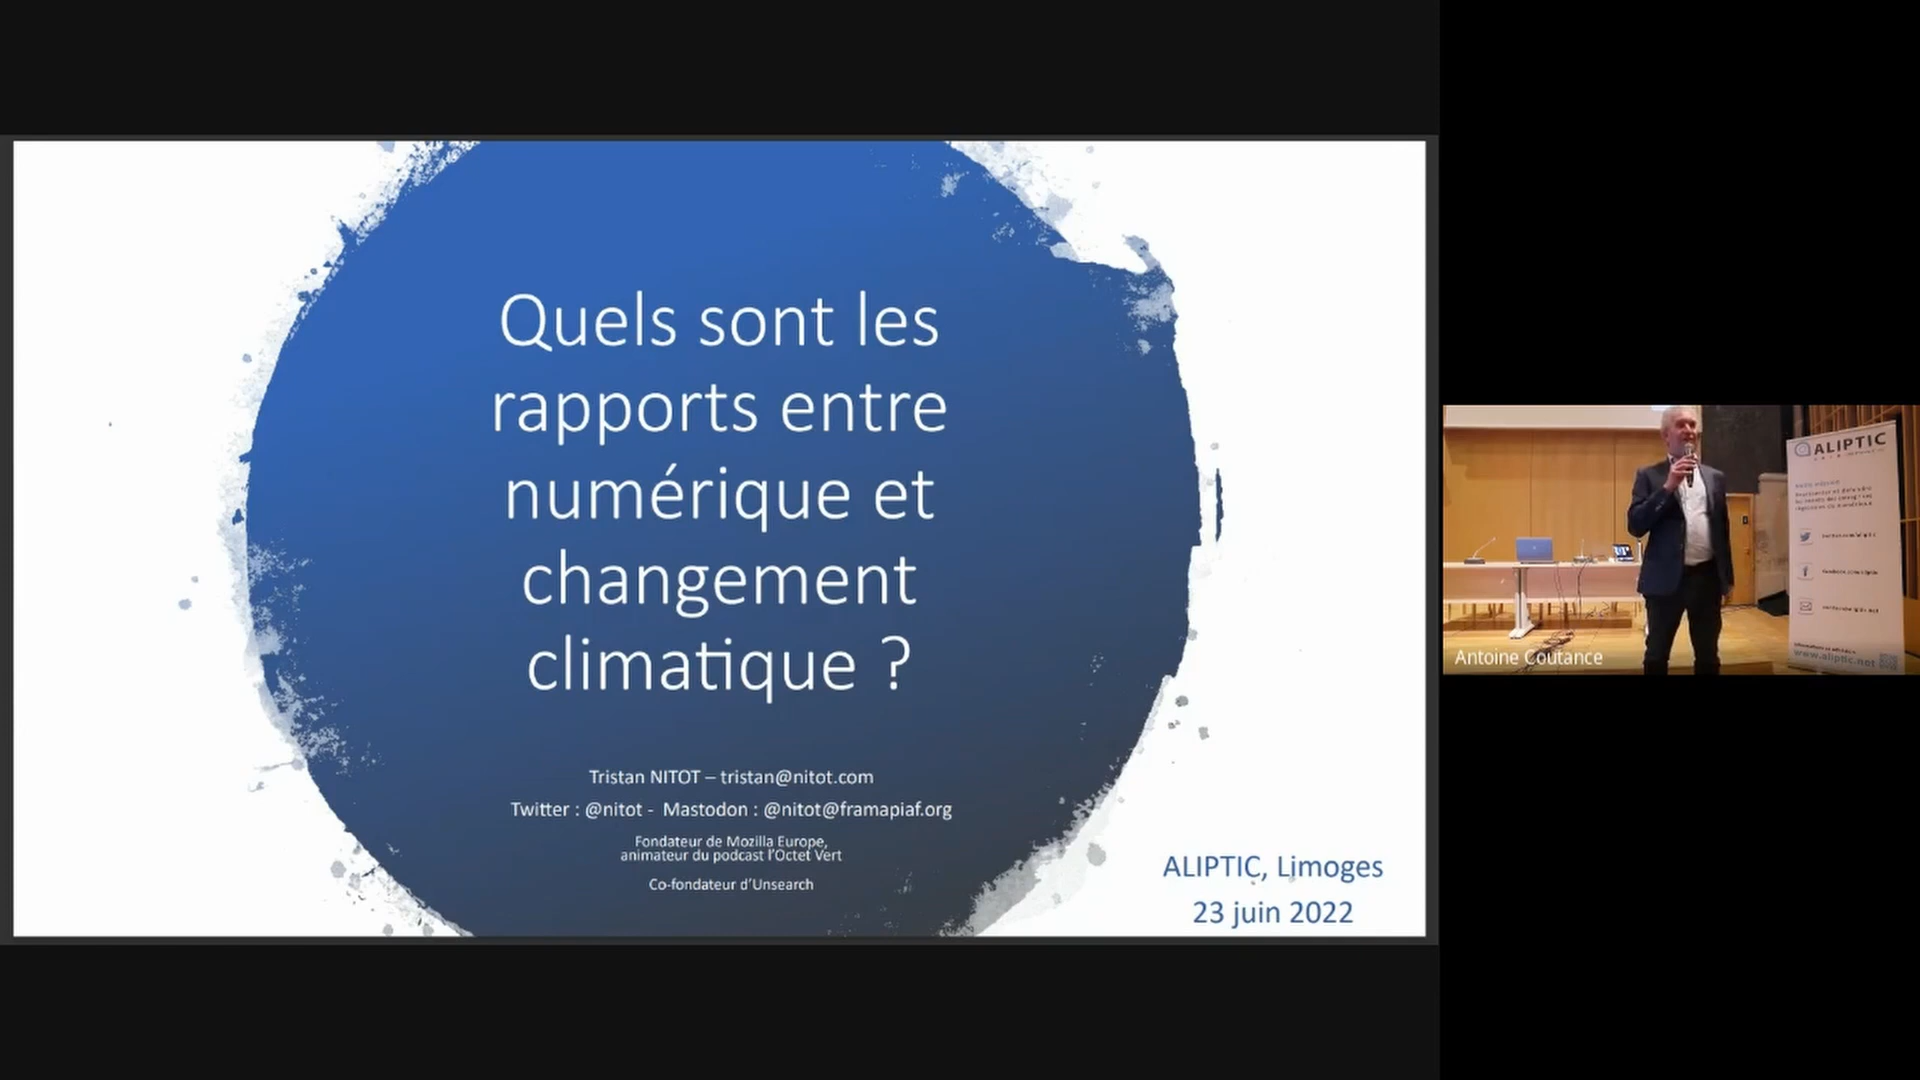 Quels sont les
rapports entre
numérique et
changement
climatique ?
Tristan NITOT – tristan@nitot.com
Twitter : @nitot - Mastodon : @nitot@framapiaf.org
Fondateur de Mozilla Europe,
animateur du podcast l'Octet Vert
Co-fondateur d'Unsearch
ALIPTIC, Limoges
23 juin 2022
ALIPTIC
www.aliptic.net
Antoine Coutance